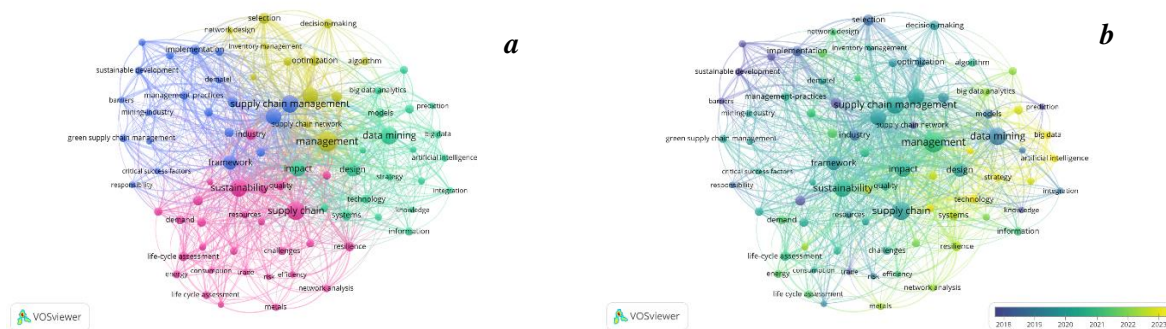 a
selection
network design
decision-making
implementation
inventory management
optimization
algorithm
sustainable development
dematel
big data analytics
barriers
management-practices
supply chain management
prediction
mining-industry
models
supply chain network
green supply chain management
industry
management
data mining
big data
framework
impact
artificial intelligence
critical success factors
design
responsibility
sustainability
quality
strategy
integration
technology
supply chain
demand
resources
systems
knowledge
information
challenges
resilience
life-cycle assessment
energy
consumption
trade
risk
efficiency
life cycle assessment
network analysis
metals
VOSviewer
b
selection
network design
decision-making
implementation
inventory management
optimization
algorithm
sustainable development
dematel
big data analytics
barriers
management-practices
supply chain management
prediction
mining-industry
models
supply chain network
green supply chain management
industry
management
data mining
big data
framework
impact
artificial intelligence
critical success factors
design
responsibility
sustainability
quality
strategy
integration
technology
supply chain
demand
resources
systems
knowledge
information
challenges
resilience
life-cycle assessment
energy
consumption
trade
risk
efficiency
life cycle assessment
network analysis
metals
VOSviewer
2018 2019 2020 2021 2022 2023